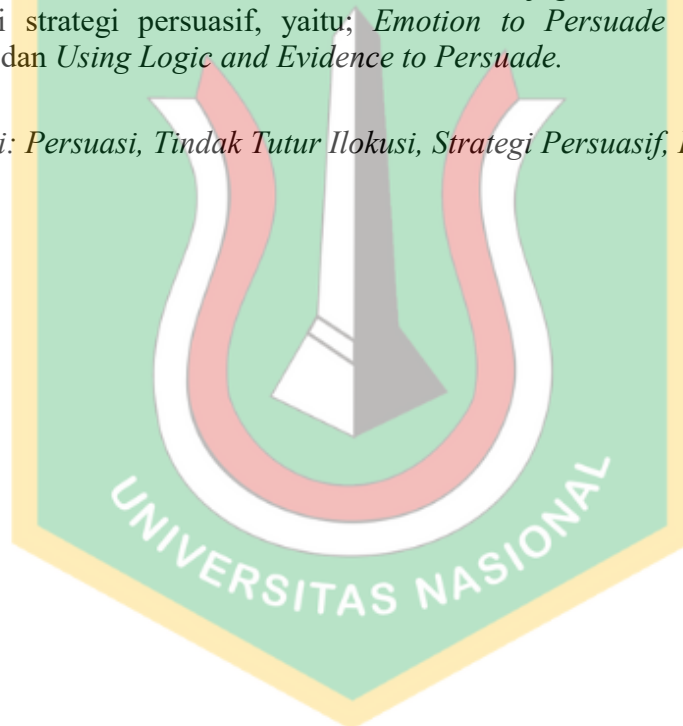 i strategi persuasif, yaitu; Emotion to Persuade
dan Using Logic and Evidence to Persuade.
i: Persuasi, Tindak Tutur Ilokusi, Strategi Persuasif,
UNIVERSITAS NASIONAL